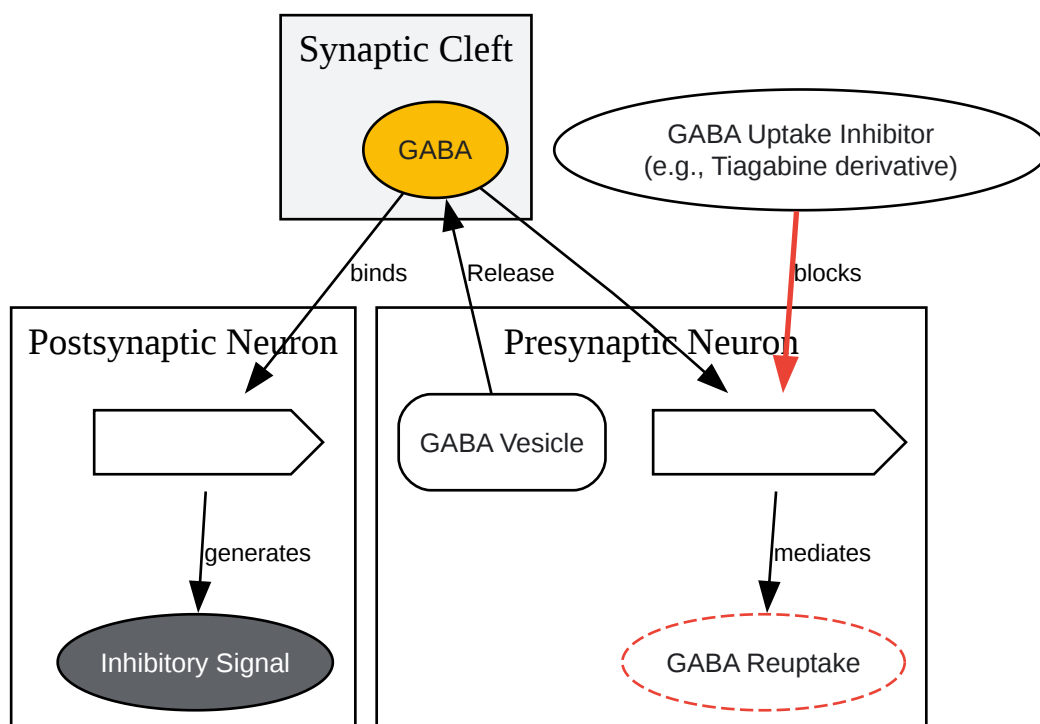 Synaptic Cleft
GABA
GABA Uptake Inhibitor
(e.g., Tiagabine derivative)
binds
Release
blocks
Postsynaptic Neuron
Presynaptic Neuron
GABA Vesicle
generates
mediates
Inhibitory Signal
GABA Reuptake